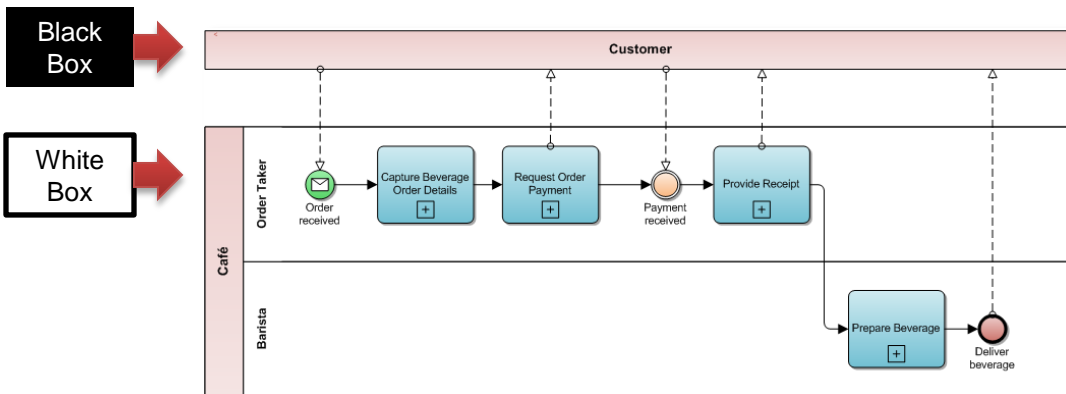 Black
Box
Customer
White
Box
Café
Order Taker
Order
received
Capture Beverage
Order Details
+
Request Order
Payment
+
Payment
received
Provide Receipt
+
Barista
Prepare Beverage
+
Deliver
beverage